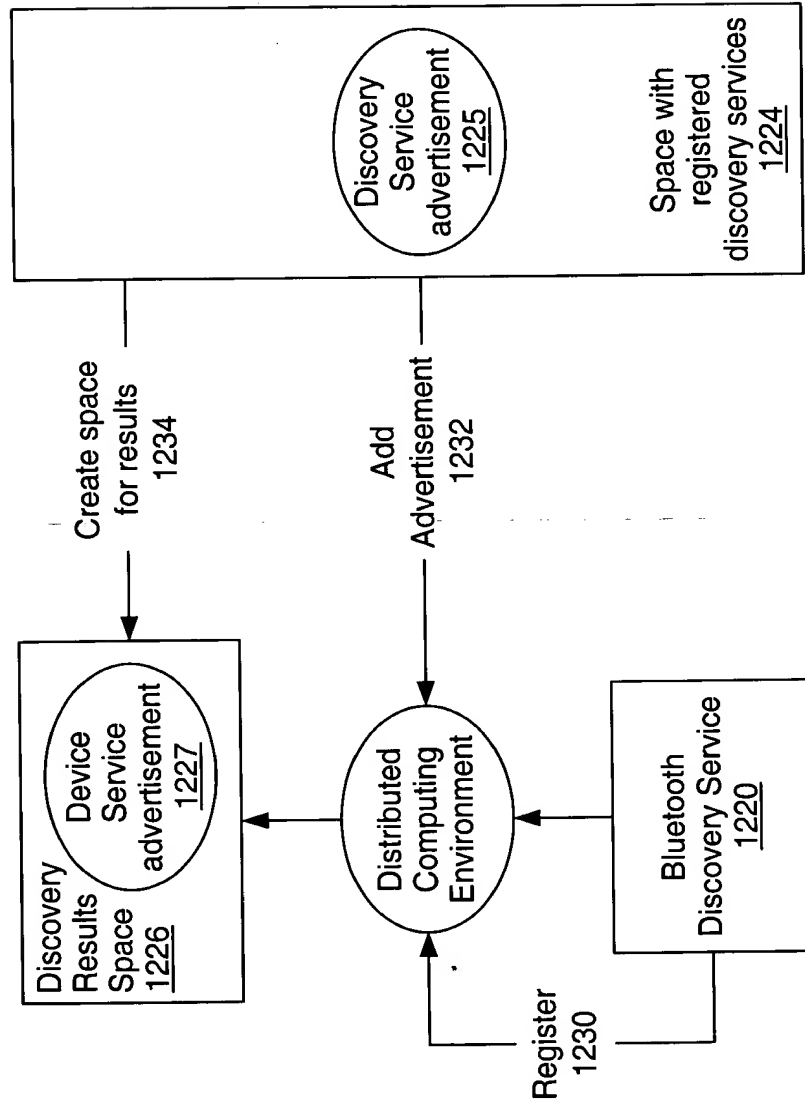 Discovery
Results
Space
1226
Device
Service
advertisement
1227
Create space
for results
1234
Distributed
Computing
Environment
Add
Advertisement
1232
Discovery
Service
advertisement
1225
Space with
registered
discovery services
1224
Register
1230
Bluetooth
Discovery Service
1220